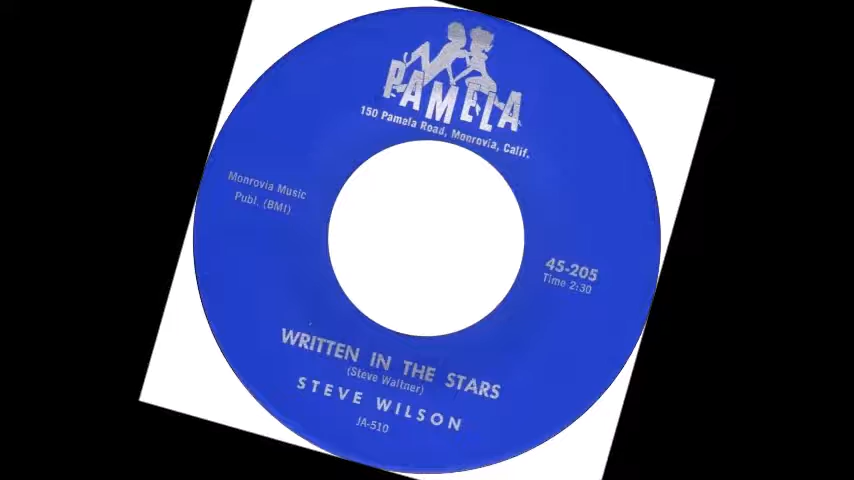 PAMELA
150 Pamela Road, Monrovia, Calif.
Monrovia Music
Publ. (BMI)
45-205
Time 2:30
WRITTEN IN THE STARS
(Steve Waltner)
STEVE WILSON
JA-510